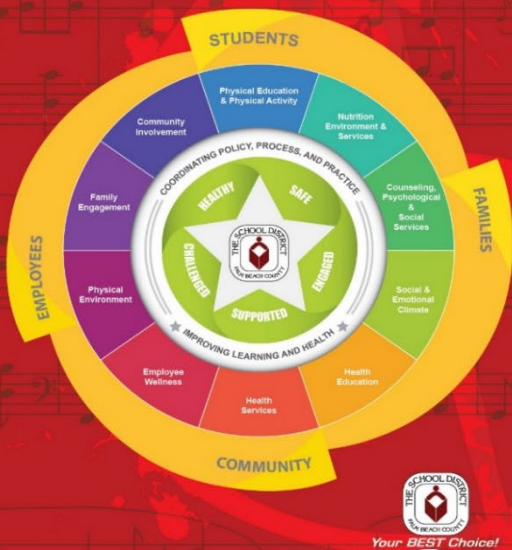 STUDENTS
Physical Education
& Physical Activity
Nutrition
Environment &
Services
Counseling,
Psychological
&
Social
Services
Social &
Emotional
Climate
Health
Education
Health
Services
Employee
Wellness
Physical
Environment
Family
Engagement
Community
Involvement
FAMILIES
COMMUNITY
EMPLOYEES
COORDINATING POLICY, PROCESS, AND PRACTICE
IMPROVING LEARNING AND HEALTH
HEALTHY
SAFE
ENGAGED
SUPPORTED
CHALLENGED
THE SCHOOL DISTRICT
PALM BEACH COUNTY
THE SCHOOL DISTRICT
PALM BEACH COUNTY
Your BEST Choice!